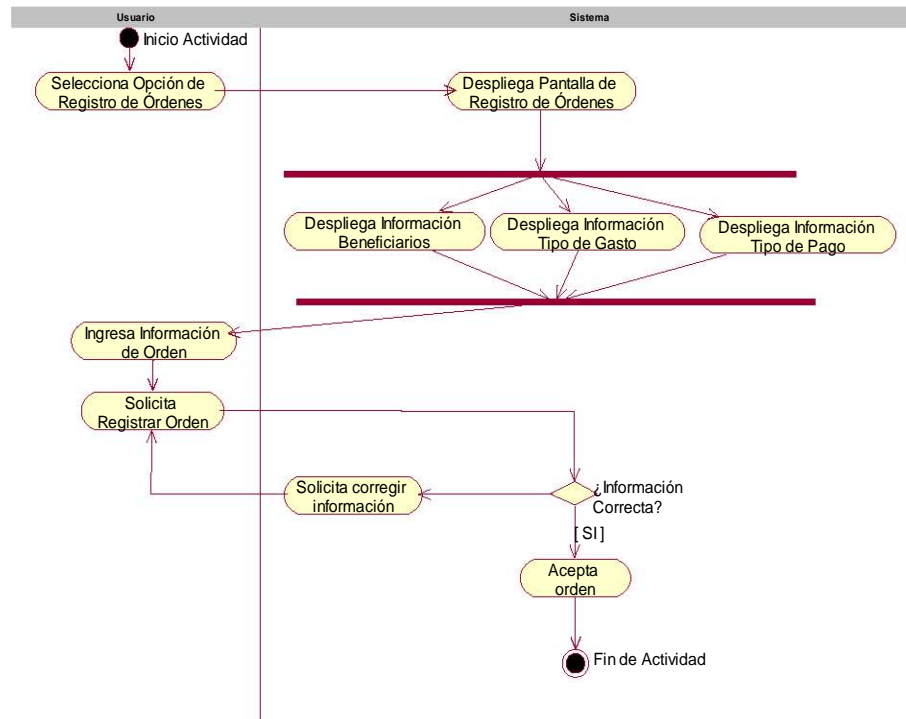 Usuario
Sistema
Inicio Actividad
Selecciona Opción de
Registro de Órdenes
Despliega Pantalla de
Registro de Órdenes
Despliega Información
Beneficiarios
Despliega Información
Tipo de Gasto
Despliega Información
Tipo de Pago
Ingresa Información
de Orden
Solicita
Registrar Orden
Solicita corregir
información
¿Información
Correcta?
[ SI ]
Acepta
orden
Fin de Actividad